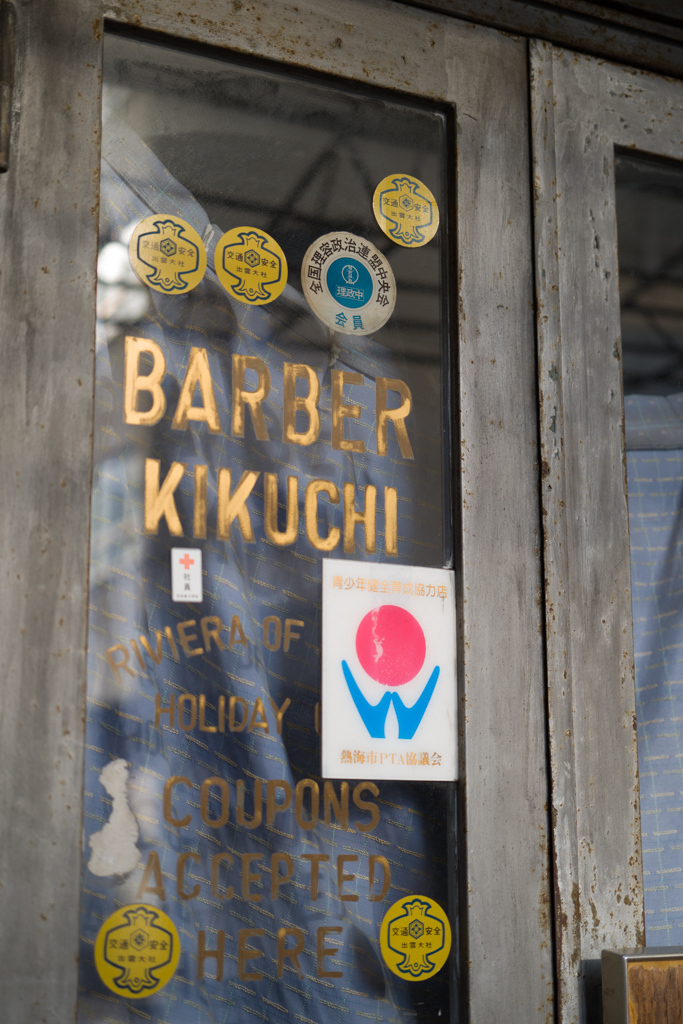 交通安全
出雲大社
交通安全
出雲大社
交通安全
出雲大社
全国理容政治連盟中央会
理政中
会員
BARBER
KIKUCHI
社員
RIVIERA OF
HOLIDAY
青少年健全育成協力店
熱海市PTA協議会
COUPONS
ACCEPTED
HERE
交通安全
出雲大社
交通安全
出雲大社